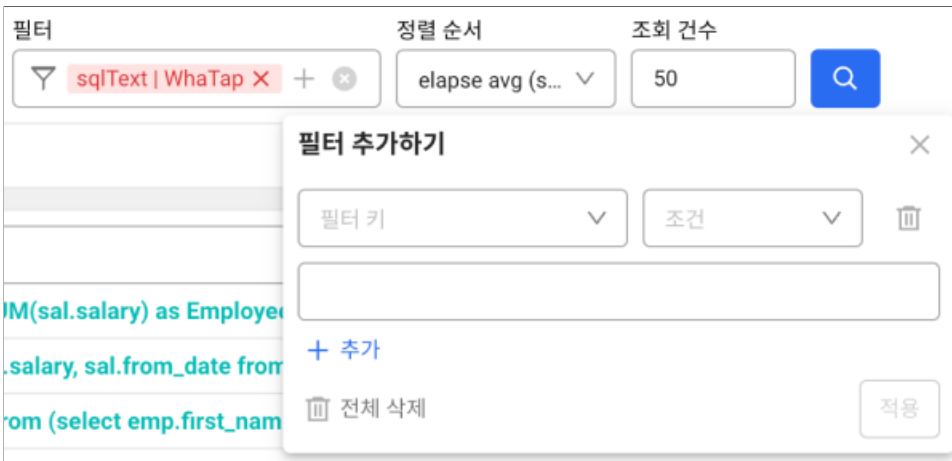 필터 정렬 순서 조회 건수
sqlText | WhaTap elapse avg (s... 50
필터 추가하기
필터 키 조건
JM(sal.salary) as Employe
+ 추가
.salary, sal.from_date from
전체 삭제 적용
rom (select emp.first_nam